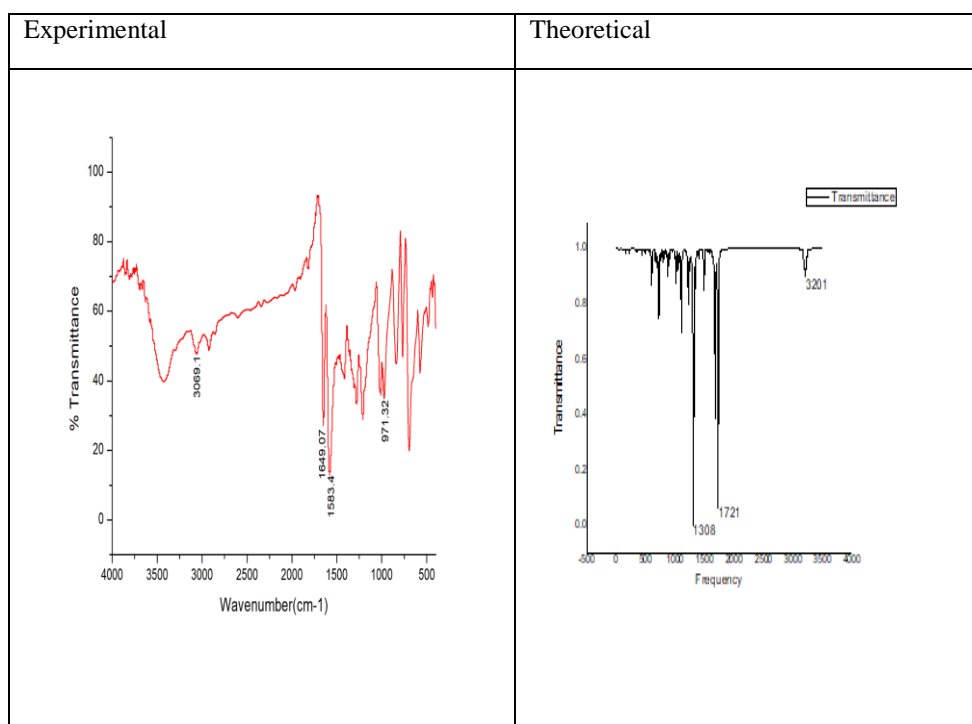 Experimental
Theoretical
100
80
60
40
20
0
% Transmittance
3069.1
1649.07
1583.4
971.32
4000 3500 3000 2500 2000 1500 1000 500
Wavenumber(cm-1)
Transmittance
1.0
0.8
0.6
0.4
0.2
0.0
Transmittance
3201
1721
1308
-500 0 500 1000 1500 2000 2500 3000 3500 4000
Frequency